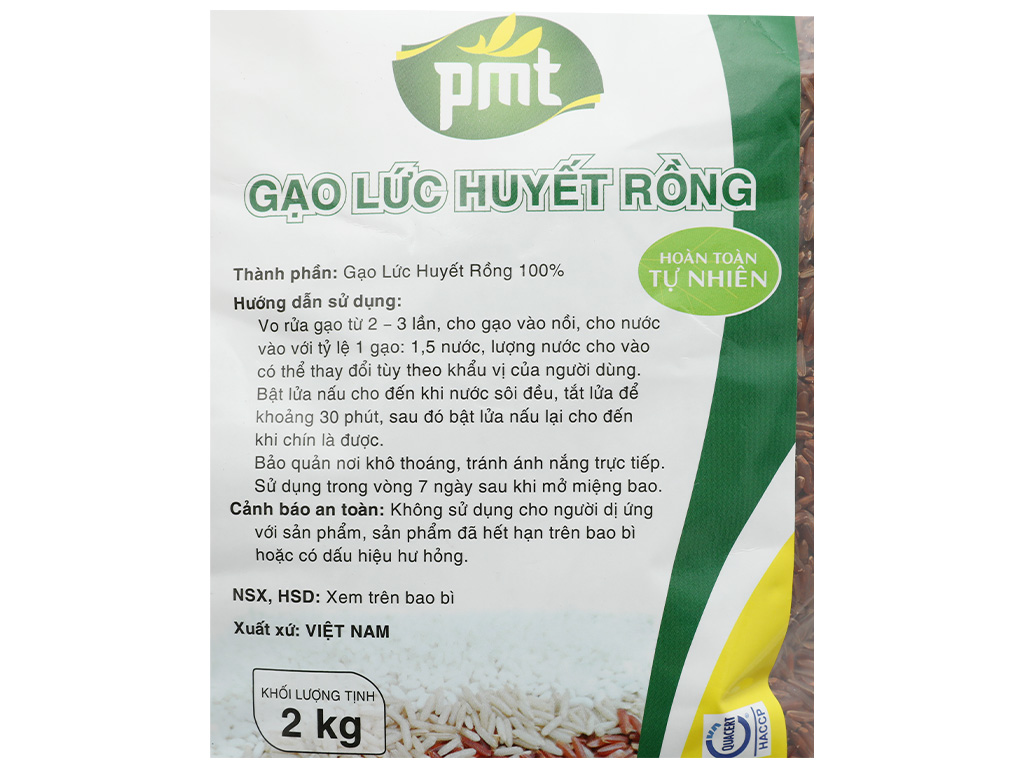 pmt
GẠO LỨC HUYẾT RỒNG
HOÀN TOÀN
TỰ NHIÊN
Thành phần: Gạo Lức Huyết Rồng 100%
Hướng dẫn sử dụng:
Vo rửa gạo từ 2 – 3 lần, cho gạo vào nồi, cho nước
vào với tỷ lệ 1 gạo: 1,5 nước, lượng nước cho vào
có thể thay đổi tùy theo khẩu vị của người dùng.
Bật lửa nấu cho đến khi nước sôi đều, tắt lửa để
khoảng 30 phút, sau đó bật lửa nấu lại cho đến
khi chín là được.
Bảo quản nơi khô thoáng, tránh ánh nắng trực tiếp.
Sử dụng trong vòng 7 ngày sau khi mở miệng bao.
Cảnh báo an toàn: Không sử dụng cho người dị ứng
với sản phẩm, sản phẩm đã hết hạn trên bao bì
hoặc có dấu hiệu hư hỏng.
NSX, HSD: Xem trên bao bì
Xuất xứ: VIỆT NAM
KHỐI LƯỢNG TỊNH
2 kg
QUACERT
HACCP